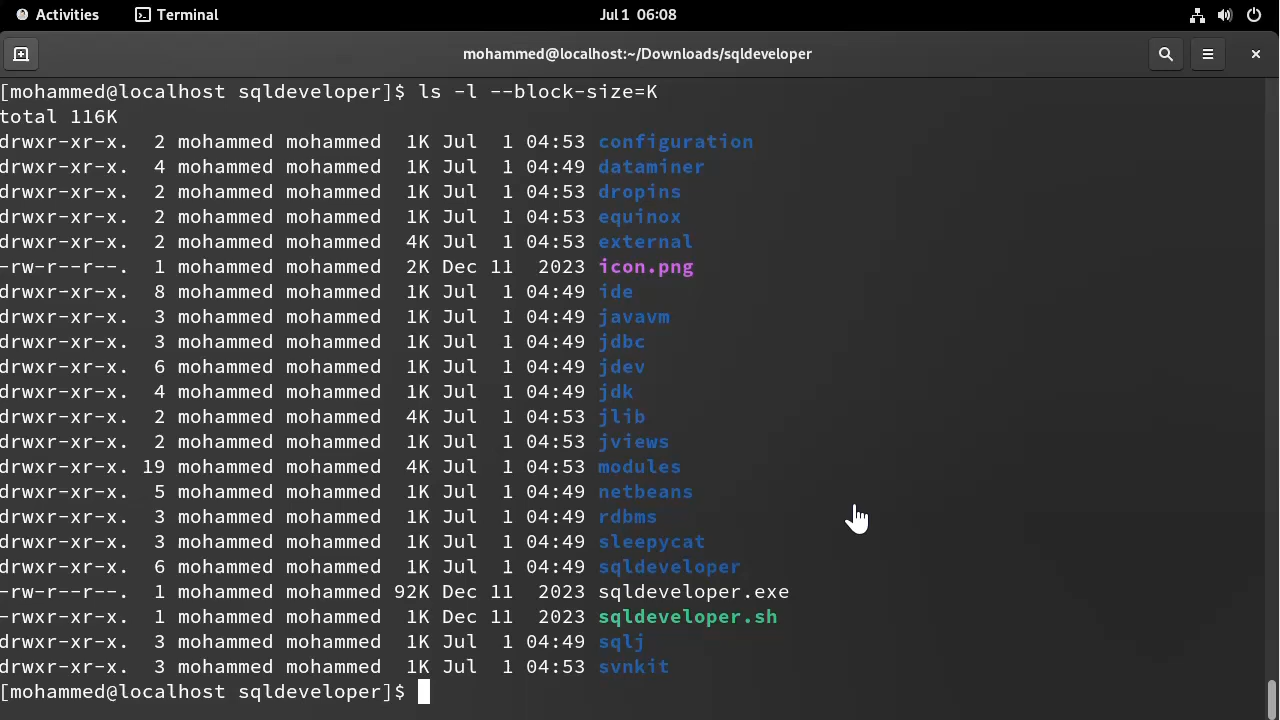 Activities Terminal Jul 1 06:08
mohammed@localhost:~/Downloads/sqldeveloper
[mohammed@localhost sqldeveloper]$ ls -l --block-size=K
total 116K
drwxr-xr-x.  2 mohammed mohammed  1K Jul  1 04:53 configuration
drwxr-xr-x.  4 mohammed mohammed  1K Jul  1 04:49 dataminer
drwxr-xr-x.  2 mohammed mohammed  1K Jul  1 04:53 dropins
drwxr-xr-x.  2 mohammed mohammed  1K Jul  1 04:53 equinox
drwxr-xr-x.  2 mohammed mohammed  4K Jul  1 04:53 external
-rw-r--r--.  1 mohammed mohammed  2K Dec 11  2023 icon.png
drwxr-xr-x.  8 mohammed mohammed  1K Jul  1 04:49 ide
drwxr-xr-x.  3 mohammed mohammed  1K Jul  1 04:49 javavm
drwxr-xr-x.  3 mohammed mohammed  1K Jul  1 04:49 jdbc
drwxr-xr-x.  6 mohammed mohammed  1K Jul  1 04:49 jdev
drwxr-xr-x.  4 mohammed mohammed  1K Jul  1 04:49 jdk
drwxr-xr-x.  2 mohammed mohammed  4K Jul  1 04:53 jlib
drwxr-xr-x.  2 mohammed mohammed  1K Jul  1 04:53 jviews
drwxr-xr-x. 19 mohammed mohammed  4K Jul  1 04:53 modules
drwxr-xr-x.  5 mohammed mohammed  1K Jul  1 04:49 netbeans
drwxr-xr-x.  3 mohammed mohammed  1K Jul  1 04:49 rdbms
drwxr-xr-x.  3 mohammed mohammed  1K Jul  1 04:49 sleepycat
drwxr-xr-x.  6 mohammed mohammed  1K Jul  1 04:49 sqldeveloper
-rw-r--r--.  1 mohammed mohammed 92K Dec 11  2023 sqldeveloper.exe
-rwxr-xr-x.  1 mohammed mohammed  1K Dec 11  2023 sqldeveloper.sh
drwxr-xr-x.  3 mohammed mohammed  1K Jul  1 04:49 sqlj
drwxr-xr-x.  3 mohammed mohammed  1K Jul  1 04:53 svnkit
[mohammed@localhost sqldeveloper]$